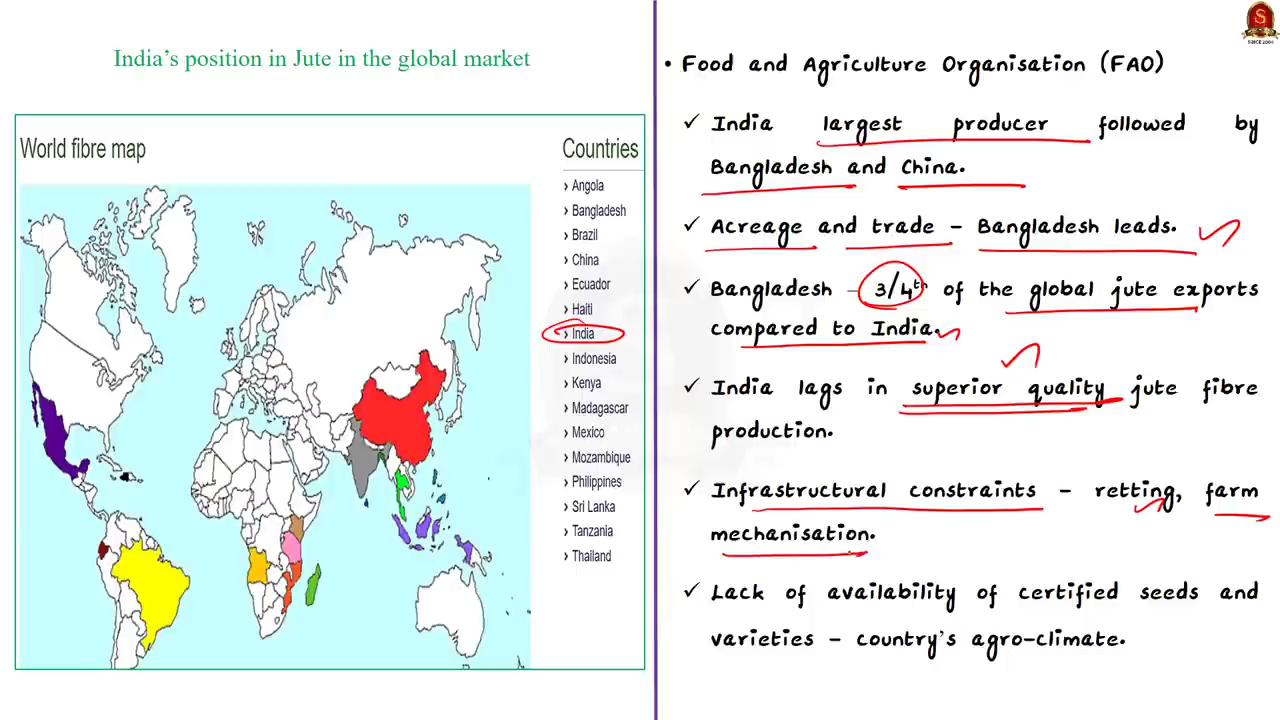 India's position in Jute in the global market
World fibre map
Countries
› Angola
› Bangladesh
› Brazil
› China
› Ecuador
› Haiti
› India
› Indonesia
› Kenya
› Madagascar
› Mexico
› Mozambique
› Philippines
› Sri Lanka
› Tanzania
› Thailand
S
SINCE 2004
• Food and Agriculture Organisation (FAO)
✓ India largest producer followed by
Bangladesh and China.
✓ Acreage and trade – Bangladesh leads.
✓ Bangladesh – 3/4th of the global jute exports
compared to India.
✓ India lags in superior quality jute fibre
production.
✓ Infrastructural constraints – retting, farm
mechanisation.
✓ Lack of availability of certified seeds and
varieties – country's agro-climate.